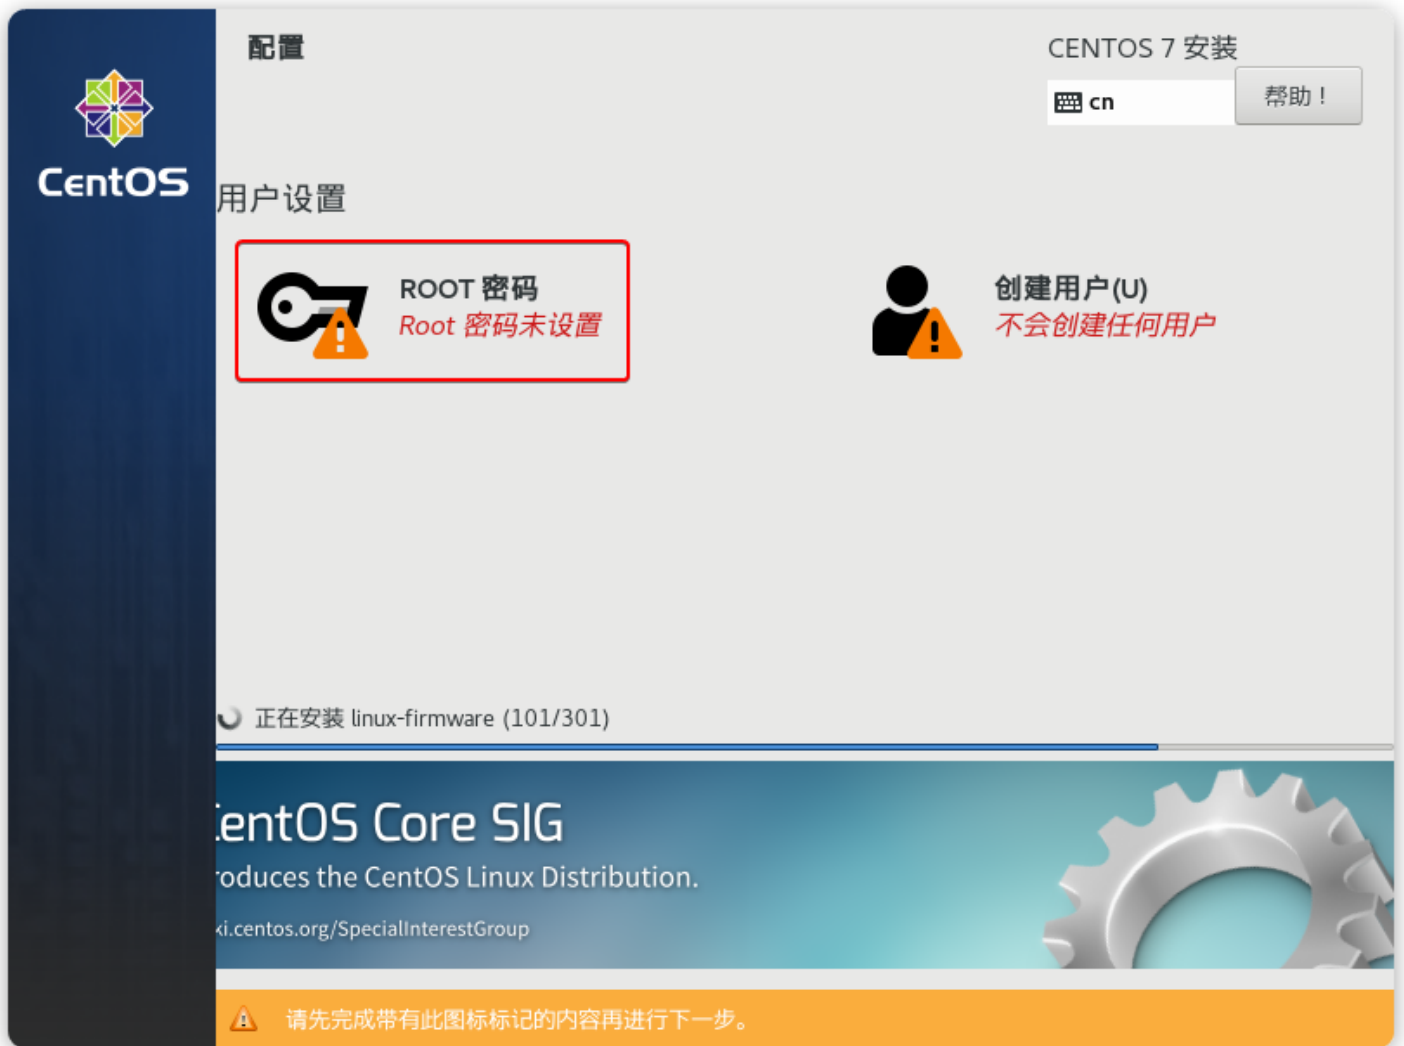 配置
CENTOS 7 安装
cn
帮助！
CentOS
用户设置
ROOT 密码
Root 密码未设置
创建用户(U)
不会创建任何用户
正在安装 linux-firmware (101/301)
entOS Core SIG
roduces the CentOS Linux Distribution.
ki.centos.org/SpecialInterestGroup
请先完成带有此图标标记的内容再进行下一步。